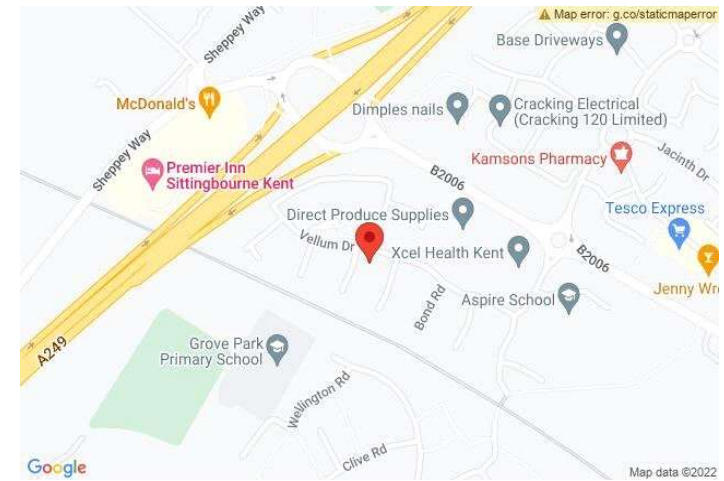 Map error: g.co/staticmaperror
Sheppey Way
Base Driveways
McDonald's
Dimples nails
Cracking Electrical
(Cracking 120 Limited)
Sheppey Way
Premier Inn
Sittingbourne Kent
B2006
Kamsons Pharmacy
Jacinth Dr
Direct Produce Supplies
Tesco Express
Vellum Dr
Xcel Health Kent
B2006
Jenny Wre
Aspire School
Bond Rd
A249
Grove Park
Primary School
Wellington Rd
Clive Rd
Google
Map data ©2022